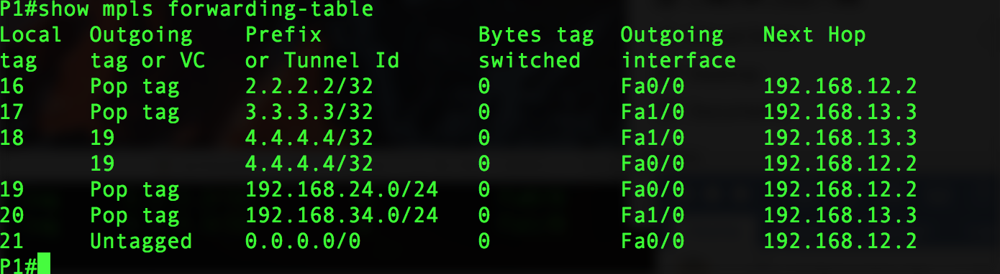 P1#show mpls forwarding-table
Local  Outgoing    Prefix            Bytes tag  Outgoing   Next Hop
tag    tag or VC   or Tunnel Id      switched   interface
16     Pop tag     2.2.2.2/32        0          Fa0/0      192.168.12.2
17     Pop tag     3.3.3.3/32        0          Fa1/0      192.168.13.3
18     19          4.4.4.4/32        0          Fa1/0      192.168.13.3
       19          4.4.4.4/32        0          Fa0/0      192.168.12.2
19     Pop tag     192.168.24.0/24   0          Fa0/0      192.168.12.2
20     Pop tag     192.168.34.0/24   0          Fa1/0      192.168.13.3
21     Untagged    0.0.0.0/0         0          Fa0/0      192.168.12.2
P1#